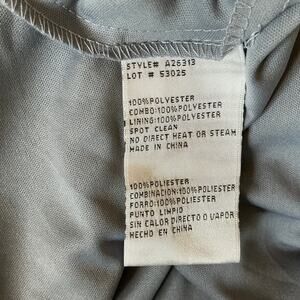 STYLE# A26313
LOT # 53025
100%POLYESTER
COMBO:100%POLYESTER
LINING:100%POLYESTER
SPOT CLEAN
NO DIRECT HEAT OR STEAM
MADE IN CHINA
100%POLIESTER
COMBINACION:100%POLIESTER
FORRO:100%POLIESTER
PUNTO LIMPIO
SIN CALOR DIRECTO O VAPOR
HECHO EN CHINA